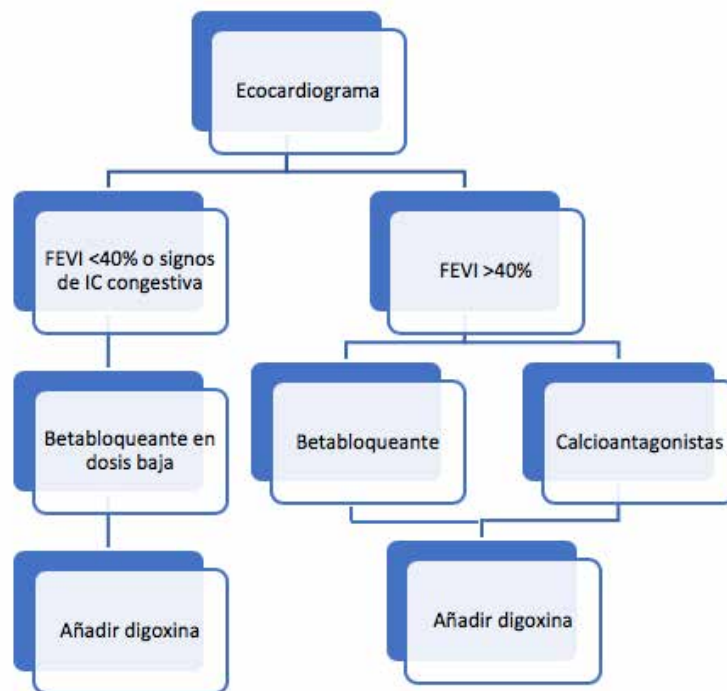 Ecocardiograma
FEVI <40% o signos
de IC congestiva
FEVI >40%
Betabloqueante en
dosis baja
Betabloqueante
Calcioantagonistas
Añadir digoxina
Añadir digoxina